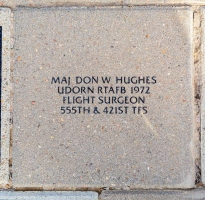 MAJ DON W HUGHES
UDORN RTAFB 1972
FLIGHT SURGEON
555TH & 421ST TFS